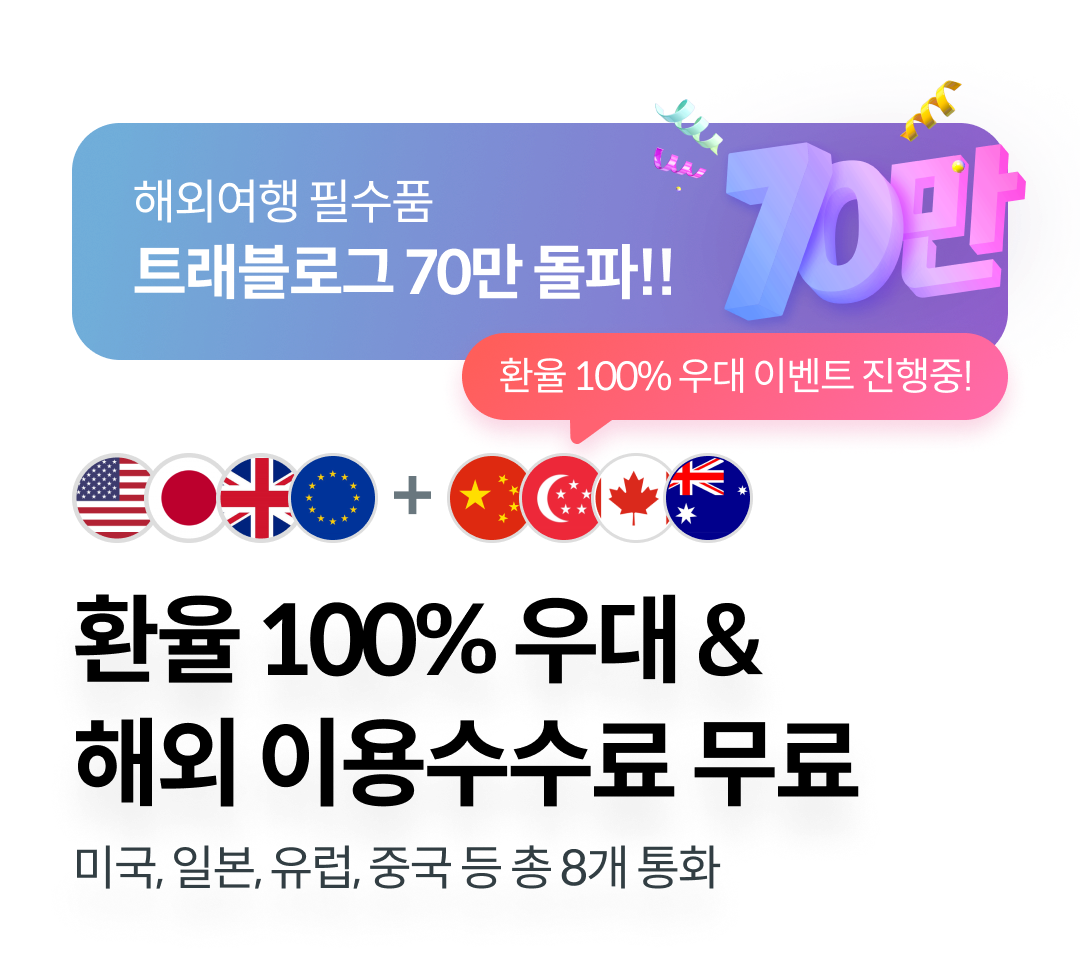 해외여행 필수품
트래블로그 70만 돌파!!
70만
환율 100% 우대 이벤트 진행중!
+
환율 100% 우대 &
해외 이용수수료 무료
미국, 일본, 유럽, 중국 등 총 8개 통화